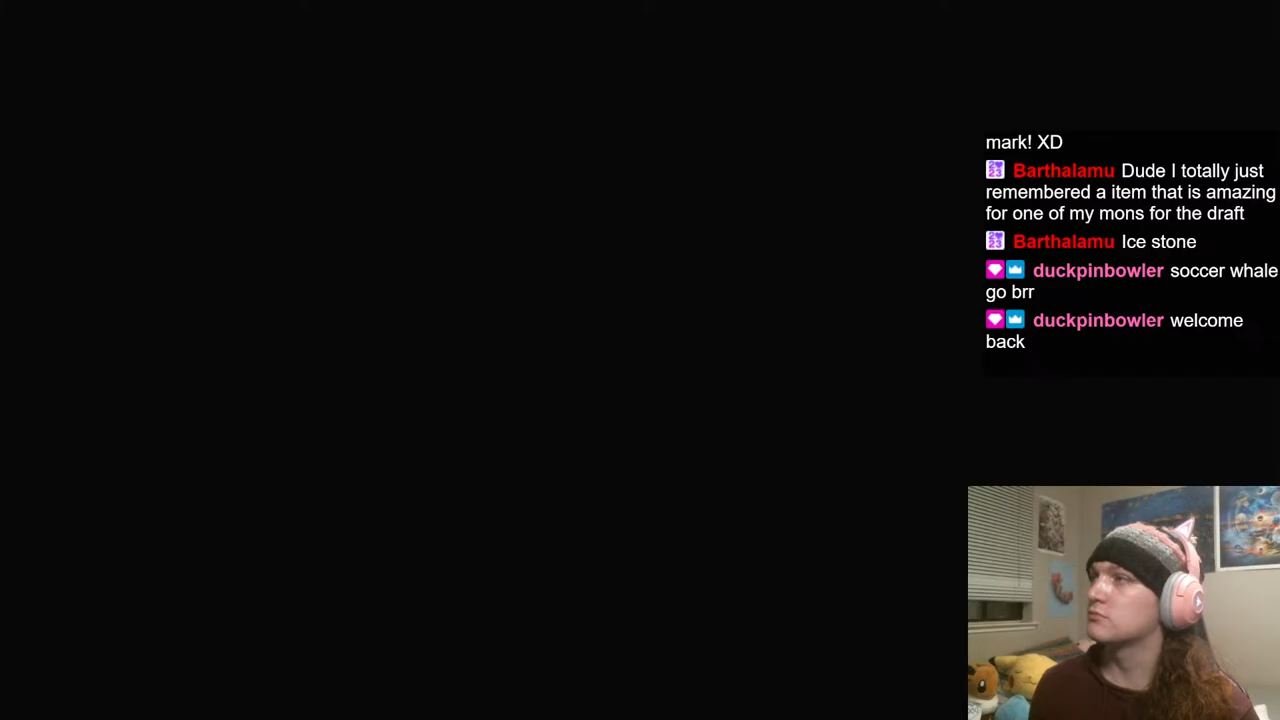 mark! XD
Barthalamu Dude I totally just
remembered a item that is amazing
for one of my mons for the draft
Barthalamu Ice stone
duckpinbowler soccer whale
go brr
duckpinbowler welcome
back